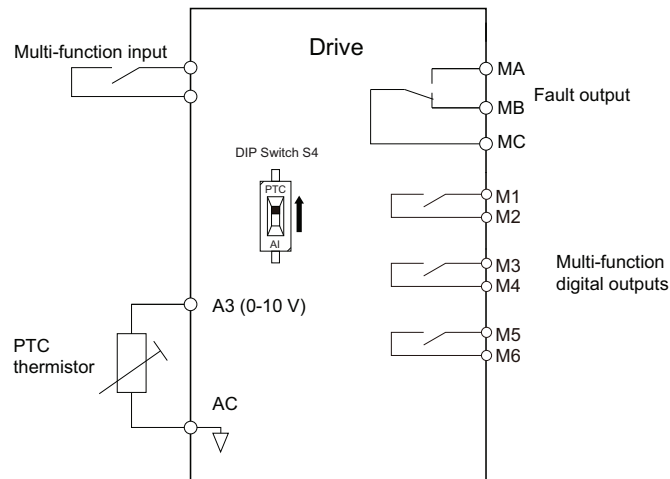 Multi-function input
Drive
MA
MB
MC
Fault output
DIP Switch S4
PTC
AI
M1
M2
M3
M4
Multi-function
digital outputs
M5
M6
A3 (0-10 V)
PTC
thermistor
AC